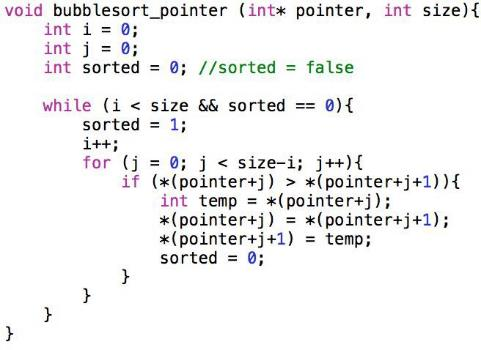 void bubblesort_pointer (int* pointer, int size){
    int i = 0;
    int j = 0;
    int sorted = 0; //sorted = false

    while (i < size && sorted == 0){
        sorted = 1;
        i++;
        for (j = 0; j < size-i; j++){
            if (*(pointer+j) > *(pointer+j+1)){
                int temp = *(pointer+j);
                *(pointer+j) = *(pointer+j+1);
                *(pointer+j+1) = temp;
                sorted = 0;
            }
        }
    }
}